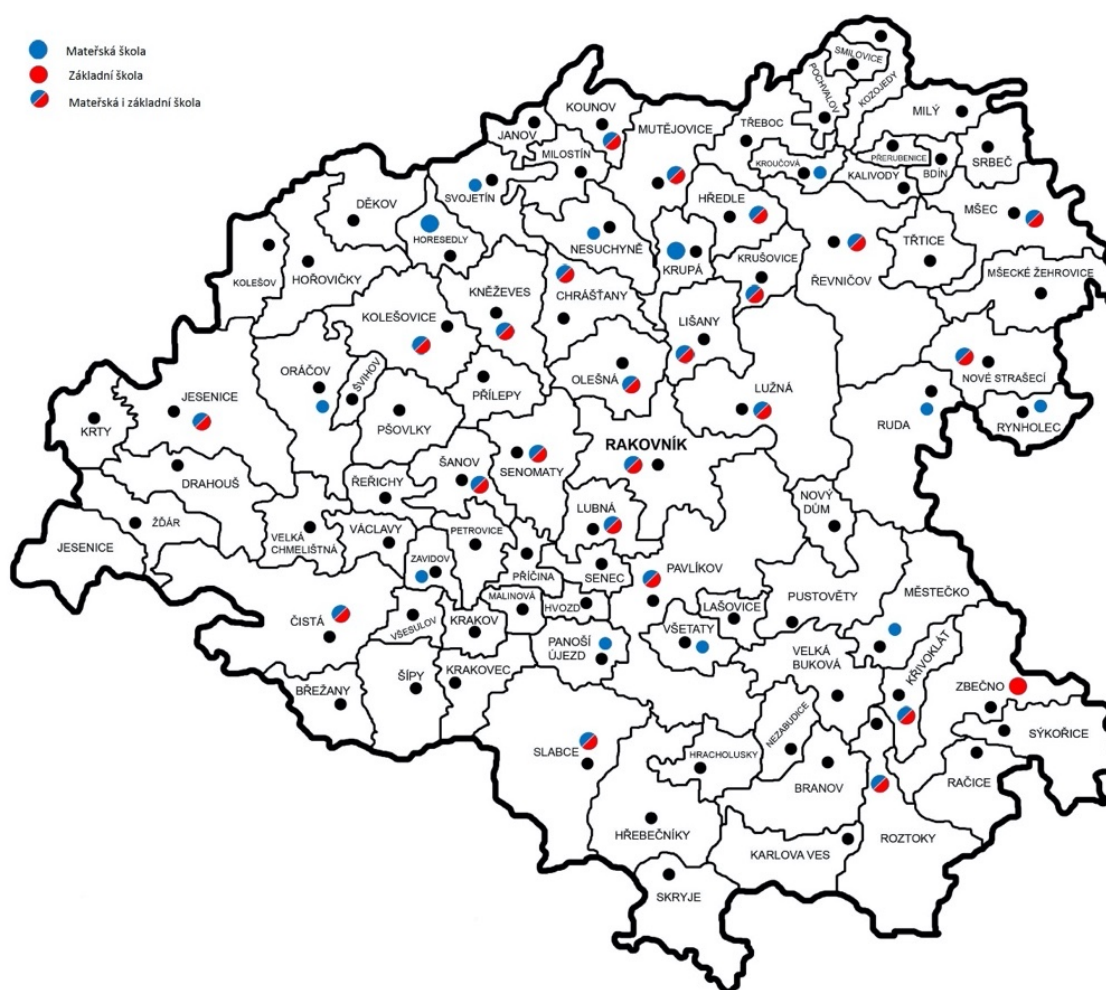 Mateřská škola
Základní škola
Mateřská i základní škola
SMILOVICE
POCHVALOV
KOZOJEDY
KOUNOV
MUTĚJOVICE
TŘEBOC
MILÝ
JANOV
MILOSTÍN
KROUČOVÁ
PŘERUBENICE
SRBEČ
KALIVODY
BDÍN
SVOJETÍN
DĚKOV
HŘEDLE
MŠEC
HORESEDLY
NESUCHYNĚ
TŘTICE
KOLEŠOV
HOŘOVIČKY
KRUPÁ
KRUŠOVICE
ŘEVNIČOV
MŠECKÉ ŽEHROVICE
KNĚŽEVES
CHRÁŠŤANY
KOLEŠOVICE
LIŠANY
ORÁČOV
ŠVIHOV
OLEŠNÁ
NOVÉ STRAŠECÍ
JESENICE
PŘÍLEPY
LUŽNÁ
KRTY
PŠOVLKY
RUDA
RYNHOLEC
RAKOVNÍK
DRAHOUŠ
ŠANOV
SENOMATY
ŘEŘICHY
NOVÝ
DŮM
LUBNÁ
ŽĎÁR
VELKÁ
CHMELIŠTNÁ
VÁCLAVY
PETROVICE
JESENICE
ZAVIDOV
PŘÍČINA
SENEC
PAVLÍKOV
MALINOVÁ
HVOZD
LAŠOVICE
PUSTOVĚTY
MĚSTEČKO
ČISTÁ
VŠESULOV
KRAKOV
PANOŠÍ
ÚJEZD
VŠETATY
VELKÁ
BUKOVÁ
KŘIVOKLÁT
ŠÍPY
KRAKOVEC
ZBEČNO
BŘEŽANY
NEZABUDICE
SÝKOŘICE
SLABCE
HRACHOLUSKY
BRANOV
RAČICE
HŘEBEČNÍKY
ROZTOKY
KARLOVA VES
SKRYJE